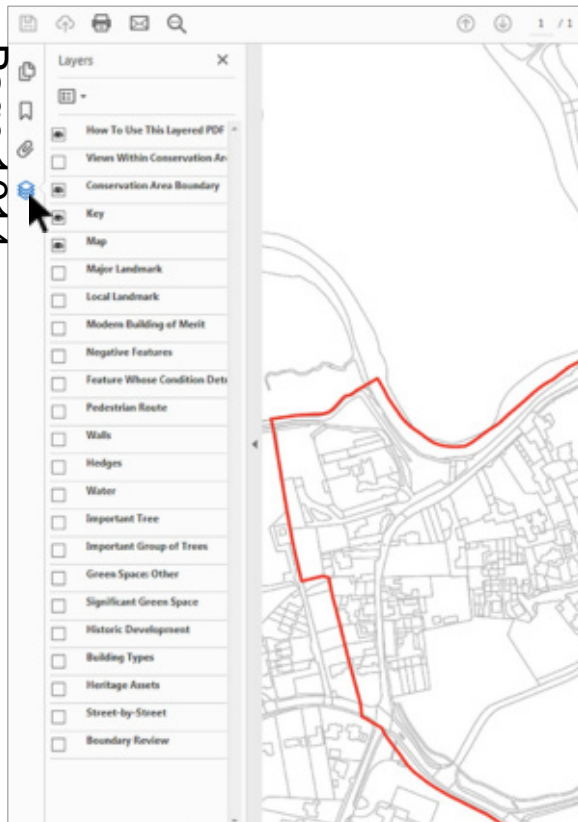 1 / 1
Layers
How To Use This Layered PDF
Views Within Conservation Ar
Conservation Area Boundary
Key
Map
Major Landmark
Local Landmark
Modern Building of Merit
Negative Features
Feature Whose Condition Detr
Pedestrian Route
Walls
Hedges
Water
Important Tree
Important Group of Trees
Green Space: Other
Significant Green Space
Historic Development
Building Types
Heritage Assets
Street-by-Street
Boundary Review